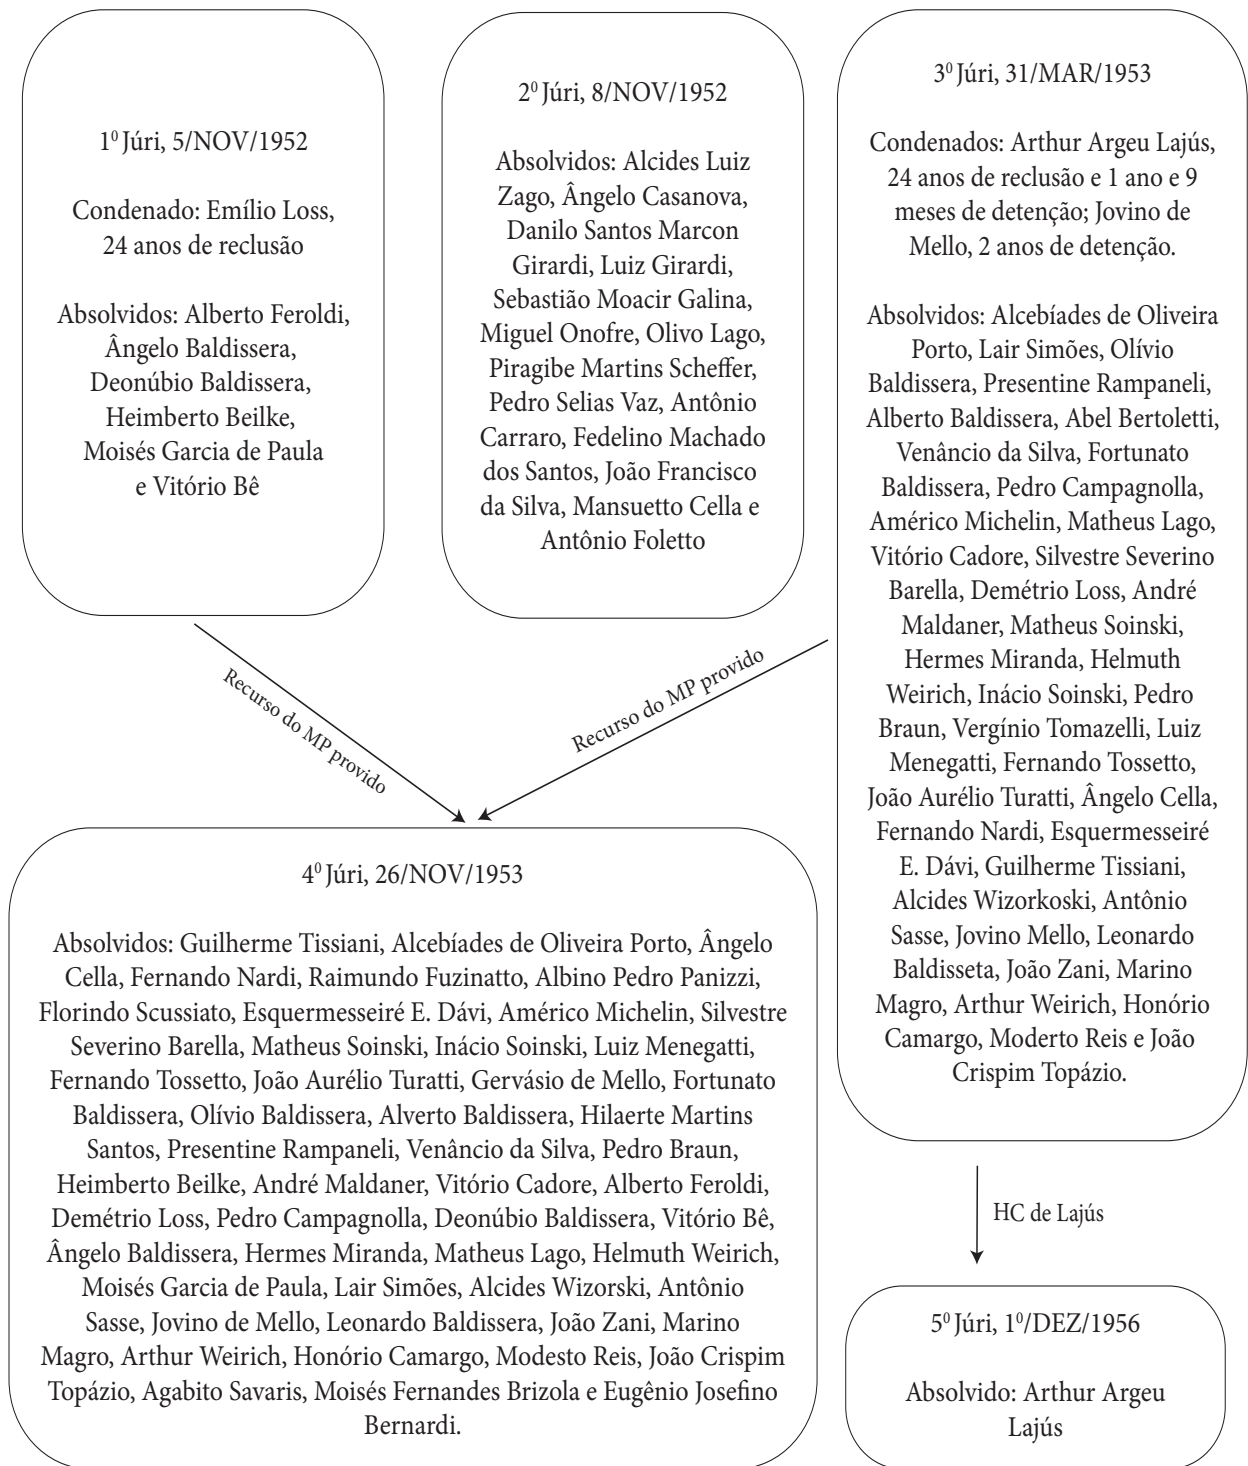 1⁰ Júri, 5/NOV/1952
Condenado: Emílio Loss,
24 anos de reclusão
Absolvidos: Alberto Feroldi,
Ângelo Baldissera,
Deonúbio Baldissera,
Heimberto Beilke,
Moisés Garcia de Paula
e Vitório Bê
2⁰ Júri, 8/NOV/1952
Absolvidos: Alcides Luiz
Zago, Ângelo Casanova,
Danilo Santos Marcon
Girardi, Luiz Girardi,
Sebastião Moacir Galina,
Miguel Onofre, Olivo Lago,
Piragibe Martins Scheffer,
Pedro Selias Vaz, Antônio
Carraro, Fedelino Machado
dos Santos, João Francisco
da Silva, Mansuetto Cella e
Antônio Foletto
3⁰ Júri, 31/MAR/1953
Condenados: Arthur Argeu Lajús,
24 anos de reclusão e 1 ano e 9
meses de detenção; Jovino de
Mello, 2 anos de detenção.
Absolvidos: Alcebíades de Oliveira
Porto, Lair Simões, Olívio
Baldissera, Presentine Rampaneli,
Alberto Baldissera, Abel Bertoletti,
Venâncio da Silva, Fortunato
Baldissera, Pedro Campagnolla,
Américo Michelin, Matheus Lago,
Vitório Cadore, Silvestre Severino
Barella, Demétrio Loss, André
Maldaner, Matheus Soinski,
Hermes Miranda, Helmuth
Weirich, Inácio Soinski, Pedro
Braun, Vergínio Tomazelli, Luiz
Menegatti, Fernando Tossetto,
João Aurélio Turatti, Ângelo Cella,
Fernando Nardi, Esquermesseiré
E. Dávi, Guilherme Tissiani,
Alcides Wizorkoski, Antônio
Sasse, Jovino Mello, Leonardo
Baldisseta, João Zani, Marino
Magro, Arthur Weirich, Honório
Camargo, Moderto Reis e João
Crispim Topázio.
Recurso do MP provido
Recurso do MP provido
4⁰ Júri, 26/NOV/1953
Absolvidos: Guilherme Tissiani, Alcebíades de Oliveira Porto, Ângelo
Cella, Fernando Nardi, Raimundo Fuzinatto, Albino Pedro Panizzi,
Florindo Scussiato, Esquermesseiré E. Dávi, Américo Michelin, Silvestre
Severino Barella, Matheus Soinski, Inácio Soinski, Luiz Menegatti,
Fernando Tossetto, João Aurélio Turatti, Gervásio de Mello, Fortunato
Baldissera, Olívio Baldissera, Alverto Baldissera, Hilaerte Martins
Santos, Presentine Rampaneli, Venâncio da Silva, Pedro Braun,
Heimberto Beilke, André Maldaner, Vitório Cadore, Alberto Feroldi,
Demétrio Loss, Pedro Campagnolla, Deonúbio Baldissera, Vitório Bê,
Ângelo Baldissera, Hermes Miranda, Matheus Lago, Helmuth Weirich,
Moisés Garcia de Paula, Lair Simões, Alcides Wizorski, Antônio
Sasse, Jovino de Mello, Leonardo Baldissera, João Zani, Marino
Magro, Arthur Weirich, Honório Camargo, Modesto Reis, João Crispim
Topázio, Agabito Savaris, Moisés Fernandes Brizola e Eugênio Josefino
Bernardi.
HC de Lajús
5⁰ Júri, 1⁰/DEZ/1956
Absolvido: Arthur Argeu
Lajús